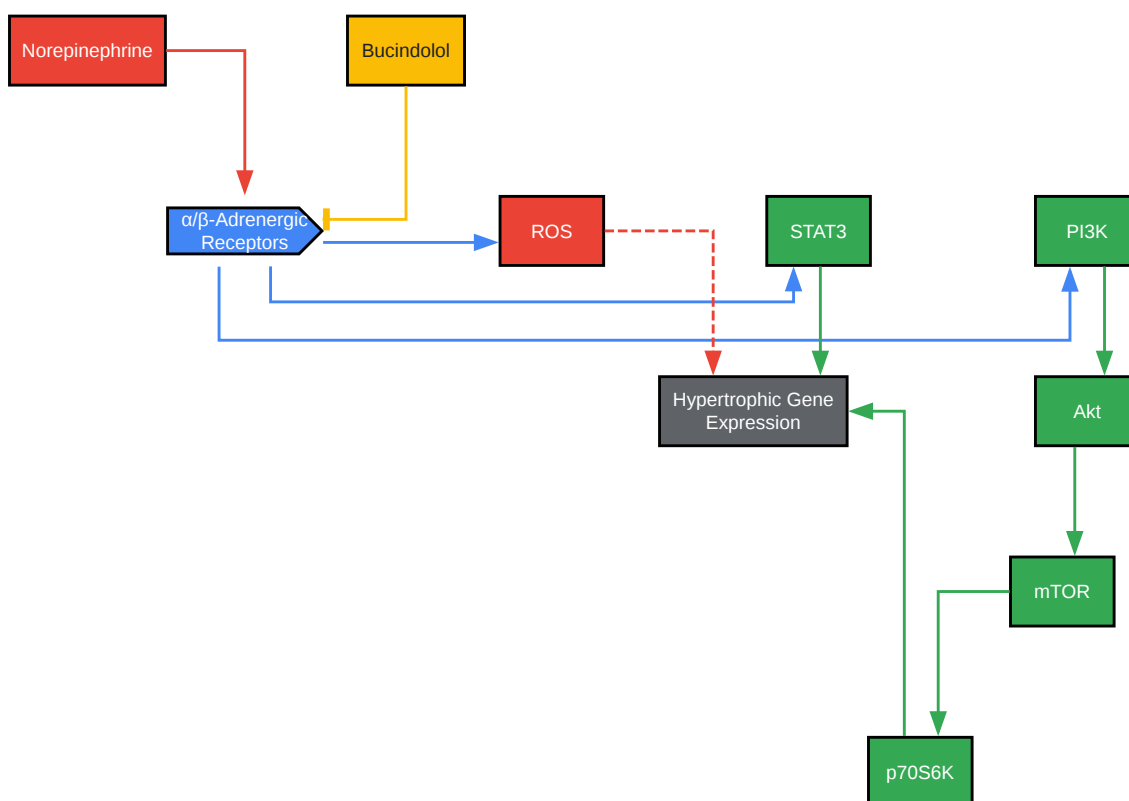 Norepinephrine
Bucindolol
α/β-Adrenergic
Receptors
ROS
STAT3
PI3K
Hypertrophic Gene
Expression
Akt
mTOR
p70S6K